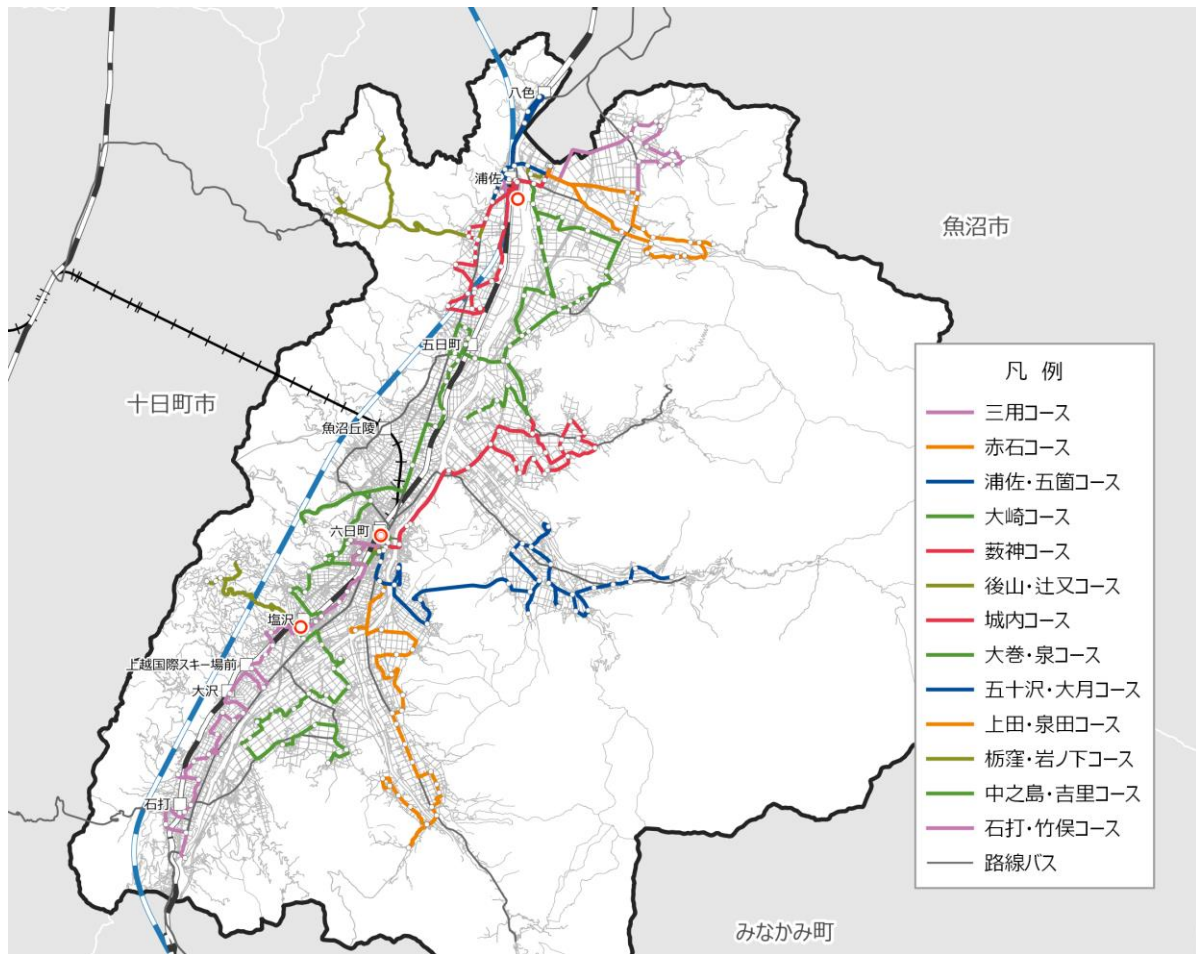 八色
浦佐
魚沼市
五日町
十日町市
魚沼丘陵
六日町
塩沢
上越国際スキー場前
大沢
石打
みなかみ町
凡 例
三用コース
赤石コース
浦佐・五箇コース
大崎コース
薮神コース
後山・辻又コース
城内コース
大巻・泉コース
五十沢・大月コース
上田・泉田コース
栃窪・岩ノ下コース
中之島・吉里コース
石打・竹俣コース
路線バス